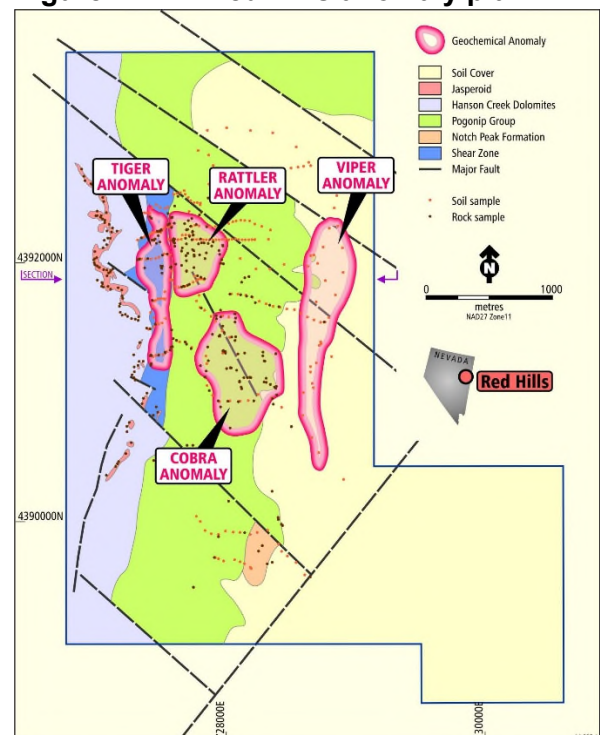 Geochemical Anomaly
Soil Cover
Jasperoid
Hanson Creek Dolomites
Pogonip Group
Notch Peak Formation
Shear Zone
Major Fault
Soil sample
Rock sample
TIGER
ANOMALY
RATTLER
ANOMALY
VIPER
ANOMALY
4392000N
SECTION
N
0
1000
metres
NAD27 Zone11
NEVADA
Red Hills
COBRA
ANOMALY
4390000N
28000E
30000E